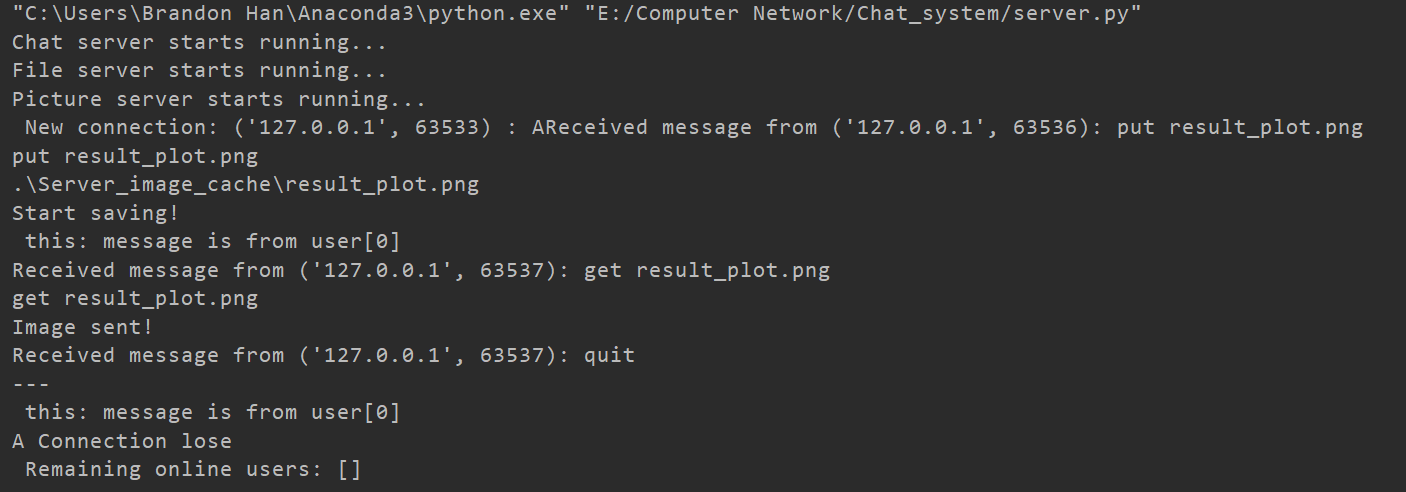 "C:\Users\Brandon Han\Anaconda3\python.exe" "E:/Computer Network/Chat_system/server.py"
Chat server starts running...
File server starts running...
Picture server starts running...
 New connection: ('127.0.0.1', 63533) : AReceived message from ('127.0.0.1', 63536): put result_plot.png
put result_plot.png
.\Server_image_cache\result_plot.png
Start saving!
 this: message is from user[0]
Received message from ('127.0.0.1', 63537): get result_plot.png
get result_plot.png
Image sent!
Received message from ('127.0.0.1', 63537): quit
---
 this: message is from user[0]
A Connection lose
 Remaining online users: []